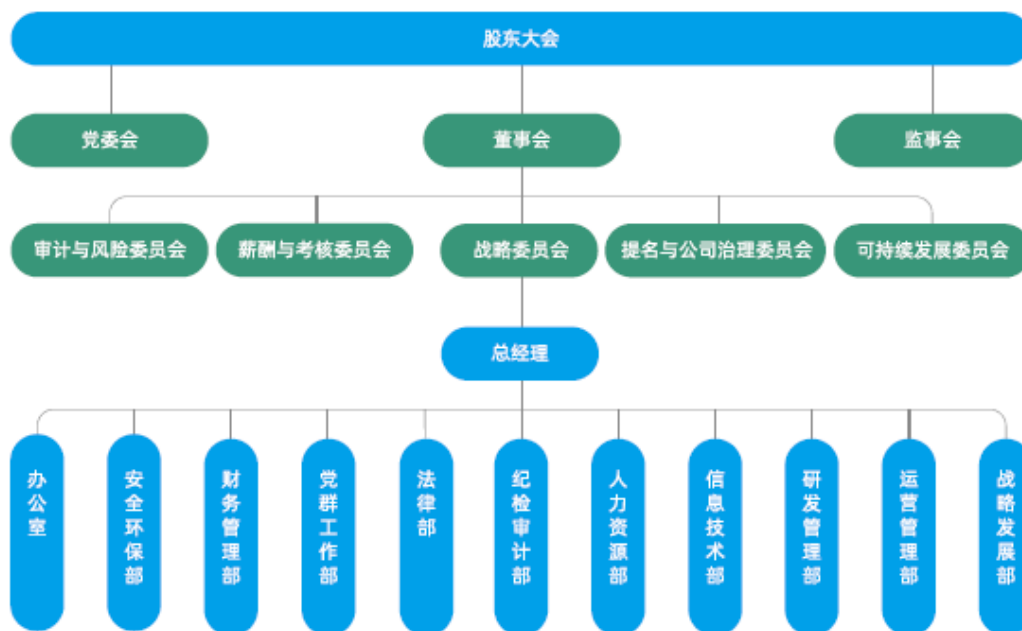 股东大会
党委会
董事会
监事会
审计与风险委员会
薪酬与考核委员会
战略委员会
提名与公司治理委员会
可持续发展委员会
总经理
办公室
安全环保部
财务管理部
党群工作部
法律部
纪检审计部
人力资源部
信息技术部
研发管理部
运营管理部
战略发展部